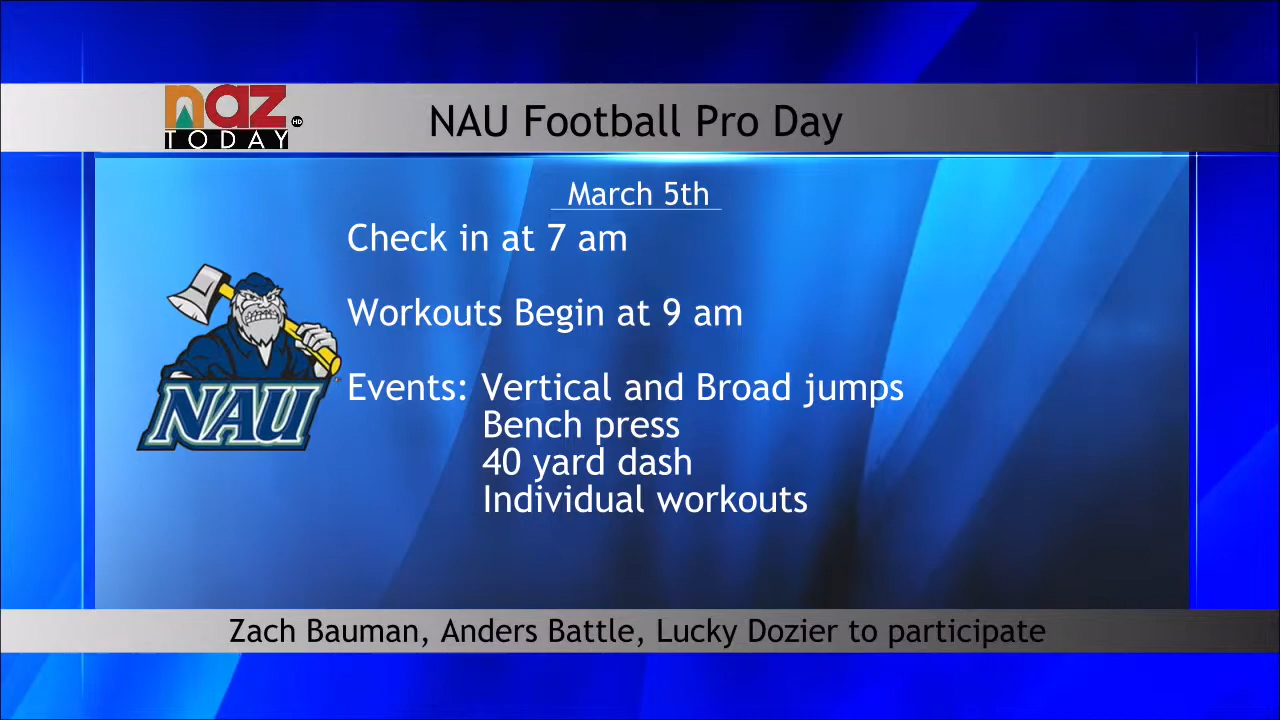 naz
TODAY
HD
NAU Football Pro Day
March 5th
Check in at 7 am
Workouts Begin at 9 am
Events: Vertical and Broad jumps
Bench press
40 yard dash
Individual workouts
NAU
Zach Bauman, Anders Battle, Lucky Dozier to participate